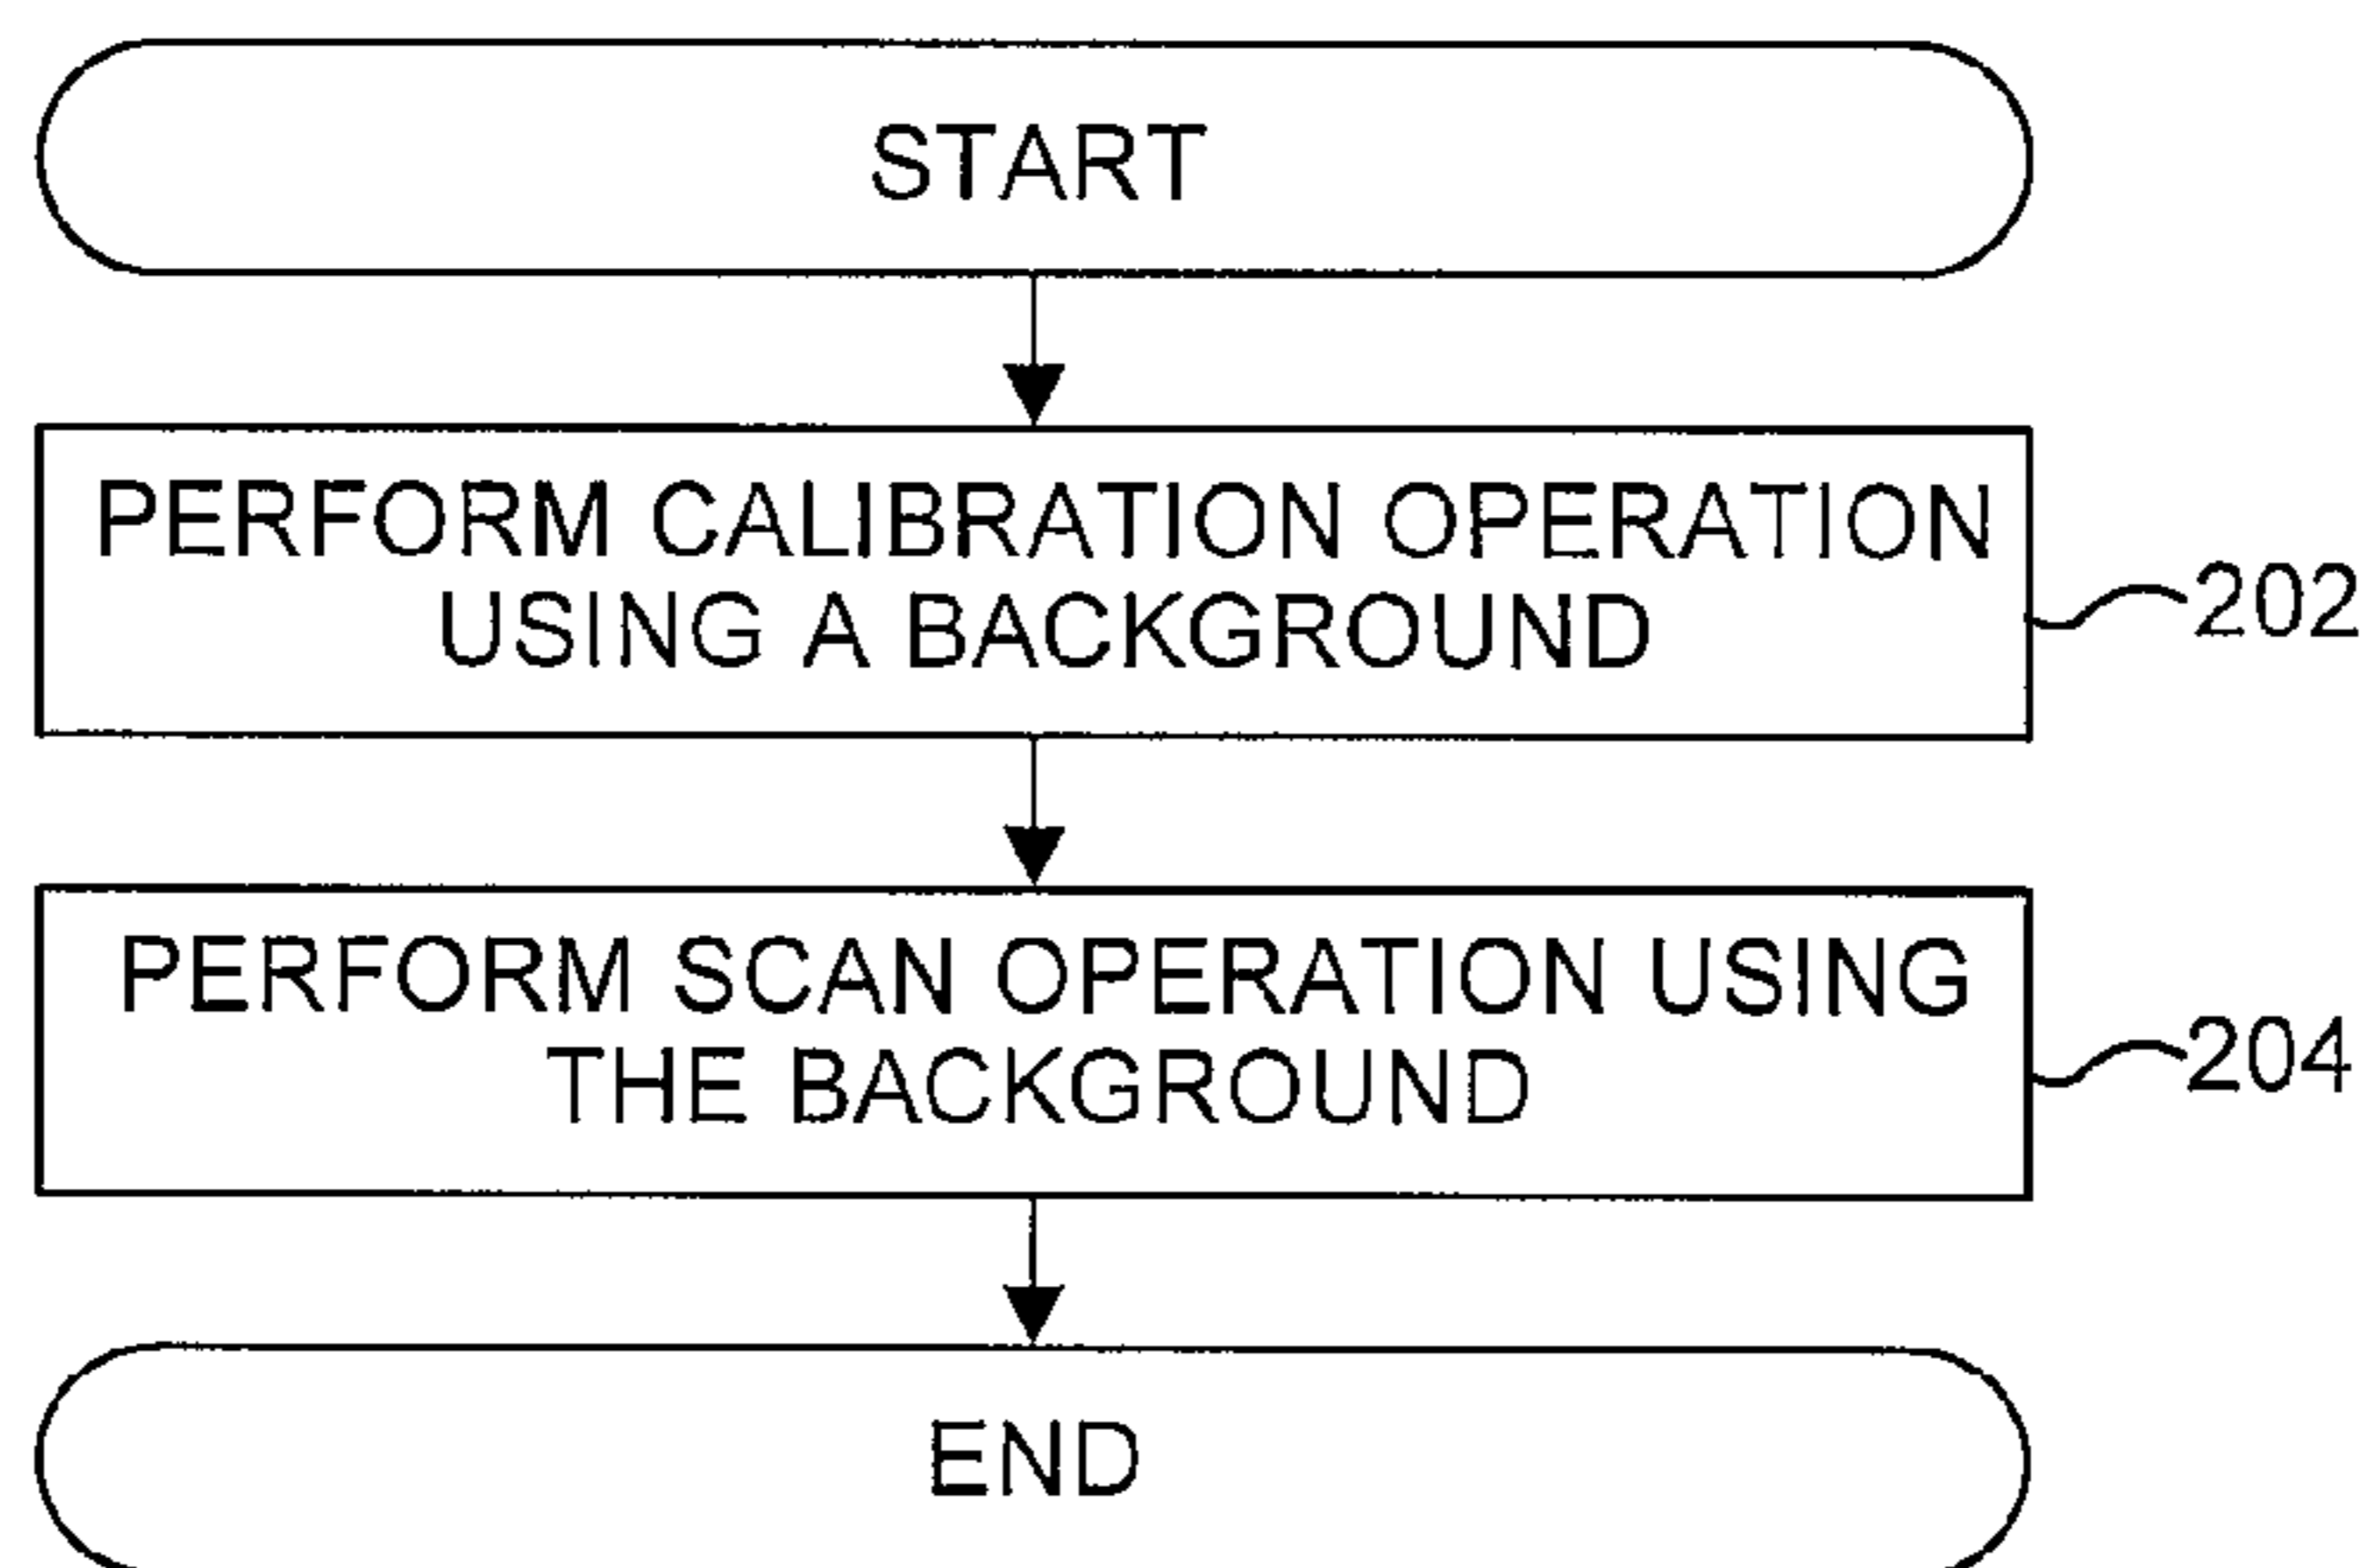 START
PERFORM CALIBRATION OPERATION
USING A BACKGROUND
202
PERFORM SCAN OPERATION USING
THE BACKGROUND
204
END